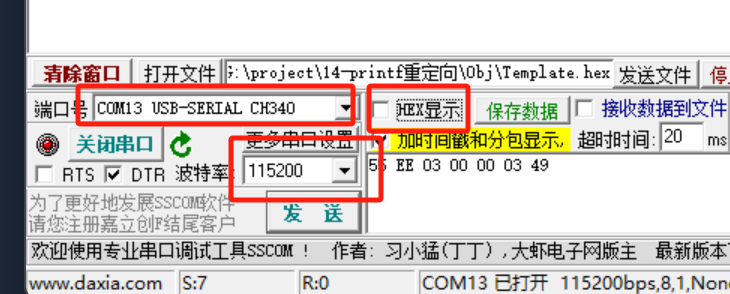 清除窗口 打开文件 F:\project\14-printf重定向\Obj\Template.hex 发送文件 停
端口号 COM13 USB-SERIAL CH340 HEX显示 保存数据 接收数据到文件
关闭串口 更多串口设置 加时间戳和分包显示, 超时时间: 20 ms
RTS DTR 波特率: 115200 55 EE 03 00 00 03 49
为了更好地发展SSCOM软件
请您注册嘉立创F结尾客户 发 送
欢迎使用专业串口调试工具SSCOM ! 作者: 习小猛(丁丁) ,大虾电子网版主 最新版本
www.daxia.com S:7 R:0 COM13 已打开 115200bps,8,1,None